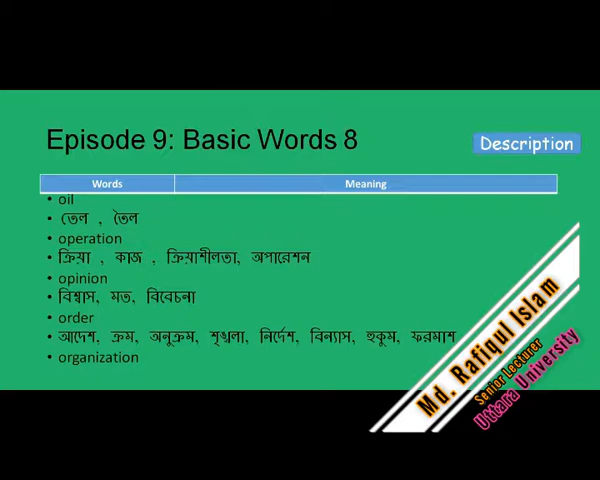 Episode 9: Basic Words 8
Description
Words Meaning
• oil
• তেল , তৈল
• operation
• ক্রিয়া , কাজ , ক্রিয়াশীলতা, অপারেশন
• opinion
• বিশ্বাস, মত, বিবেচনা
• order
• আদেশ, ক্রম, অনুক্রম, শৃঙ্খলা, নির্দেশ, বিন্যাস, হুকুম, ফরমাশ
• organization
Md. Rafiqul Islam
Senior Lecturer
Uttara University